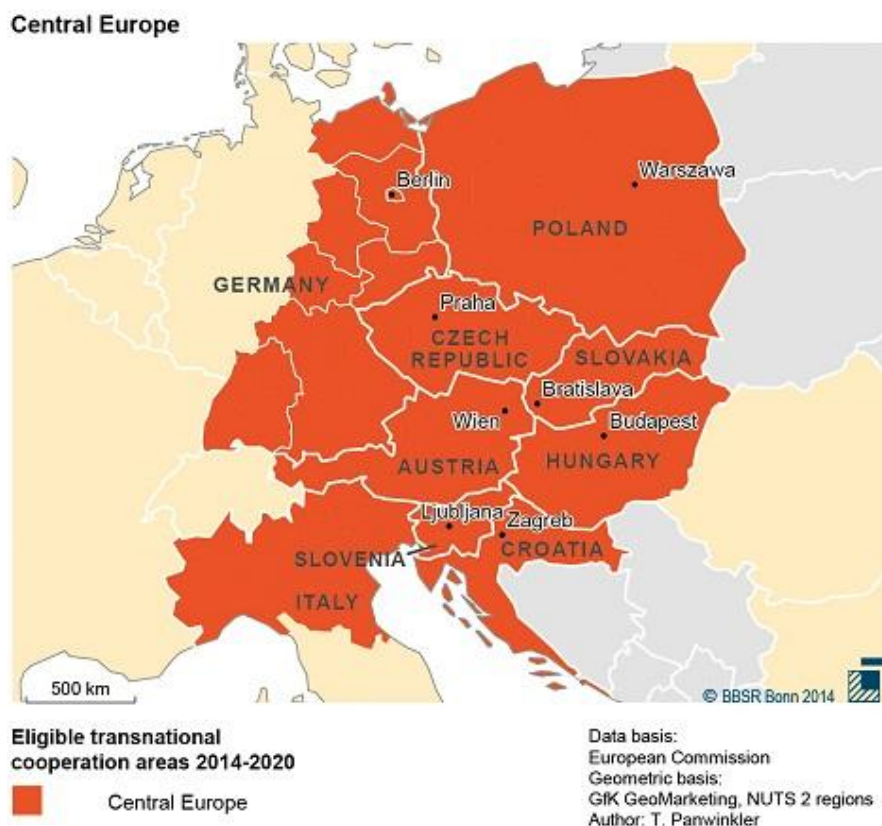 Central Europe
Berlin
Warszawa
POLAND
GERMANY
Praha
CZECH
REPUBLIC
SLOVAKIA
Bratislava
Wien
Budapest
AUSTRIA
HUNGARY
Ljubljana
Zagreb
SLOVENIA
CROATIA
ITALY
500 km
© BBSR Bonn 2014
Eligible transnational
cooperation areas 2014-2020
Central Europe
Data basis:
European Commission
Geometric basis:
GfK GeoMarketing, NUTS 2 regions
Author: T. Panwinkler